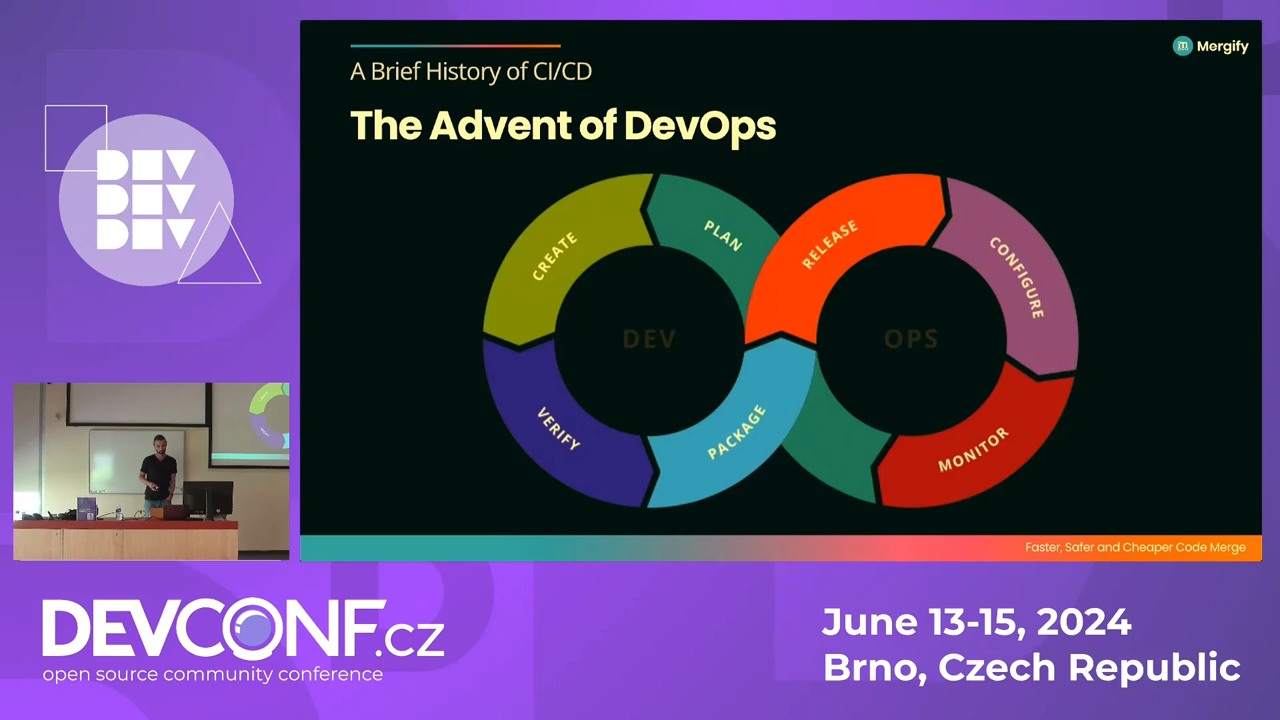 DEV
DEV
DEV
Mergify
A Brief History of CI/CD
The Advent of DevOps
CREATE
PLAN
RELEASE
CONFIGURE
DEV
OPS
VERIFY
PACKAGE
MONITOR
Faster, Safer and Cheaper Code Merge
DEVCONF.cz
open source community conference
June 13-15, 2024
Brno, Czech Republic